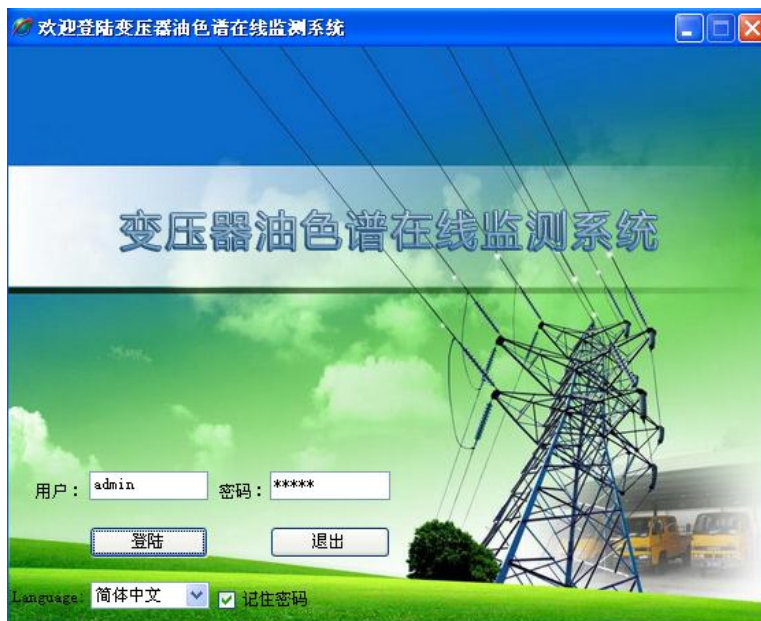 欢迎登陆变压器油色谱在线监测系统
变压器油色谱在线监测系统
用户： admin 密码： *****
登陆 退出
Language: 简体中文 记住密码